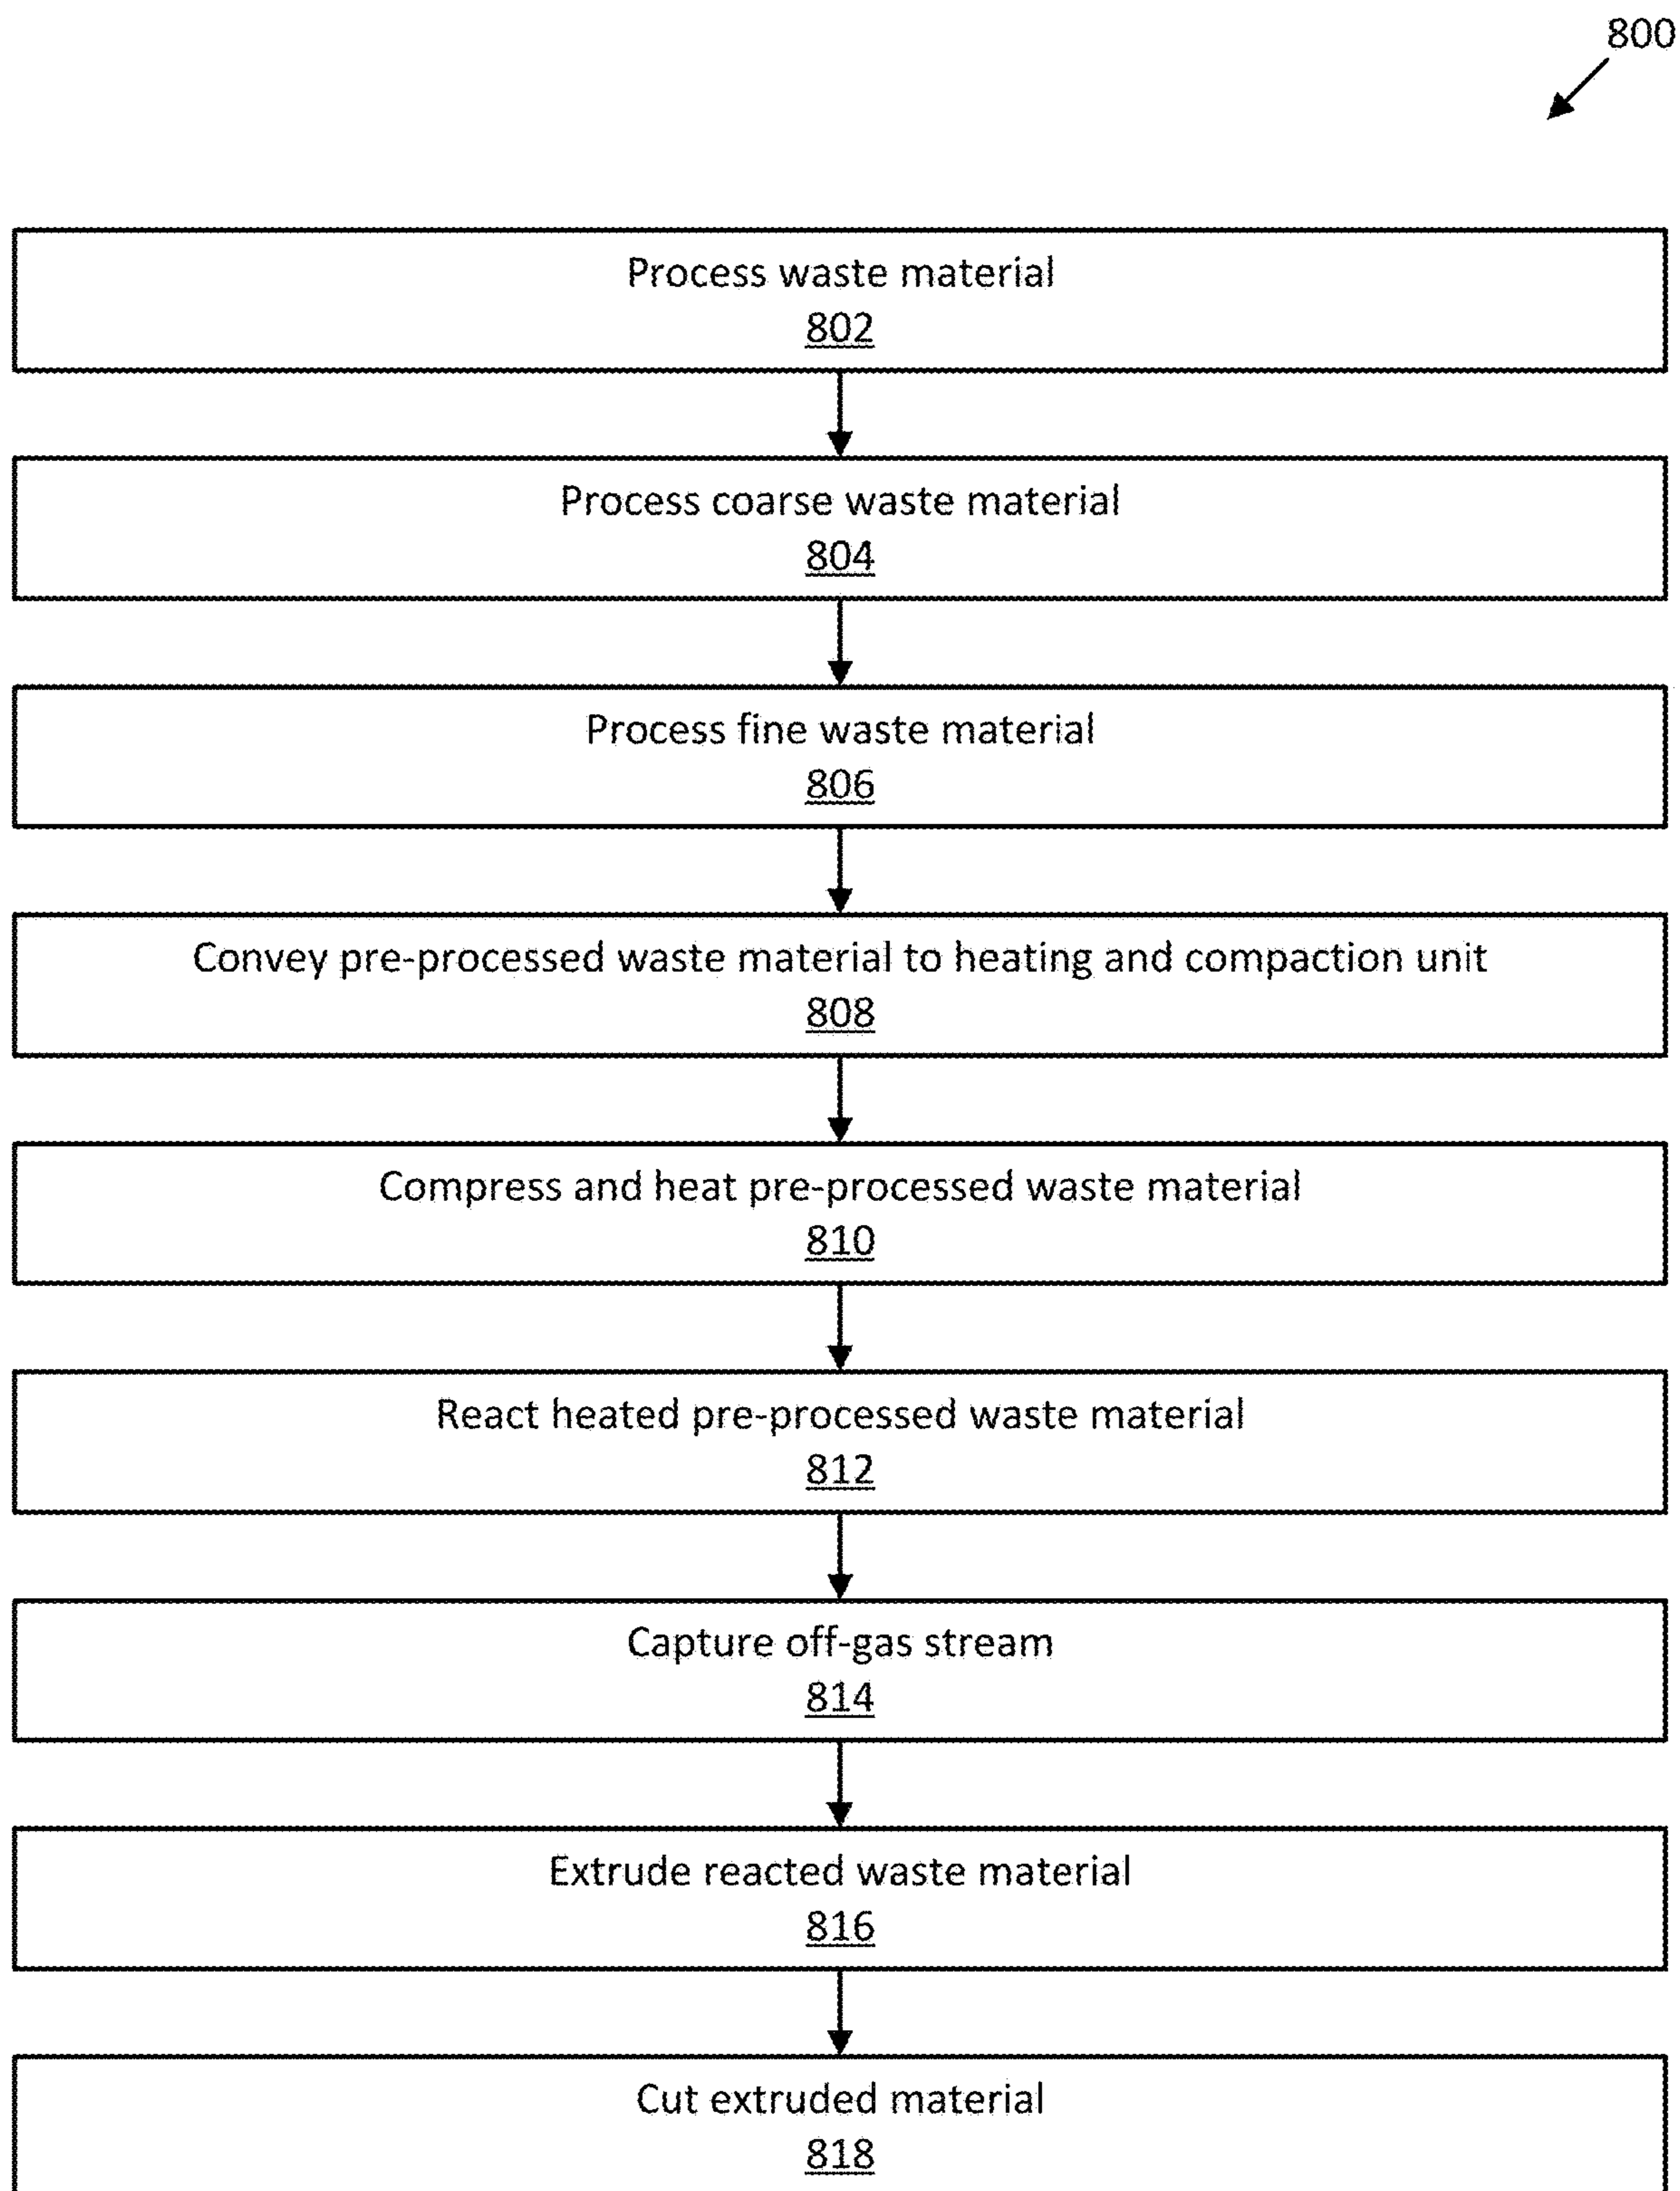 800
Process waste material
802
Process coarse waste material
804
Process fine waste material
806
Convey pre-processed waste material to heating and compaction unit
808
Compress and heat pre-processed waste material
810
React heated pre-processed waste material
812
Capture off-gas stream
814
Extrude reacted waste material
816
Cut extruded material
818